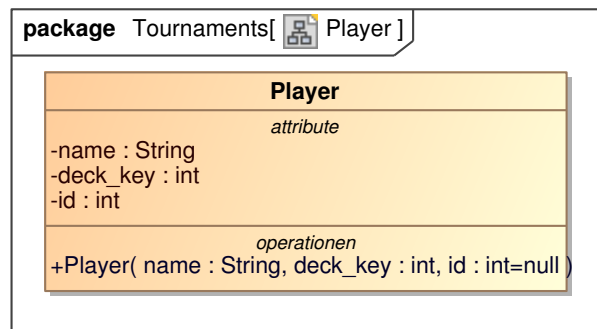 package Tournaments[ Player ]
Player
attribute
-name : String
-deck_key : int
-id : int
operationen
+Player( name : String, deck_key : int, id : int=null )